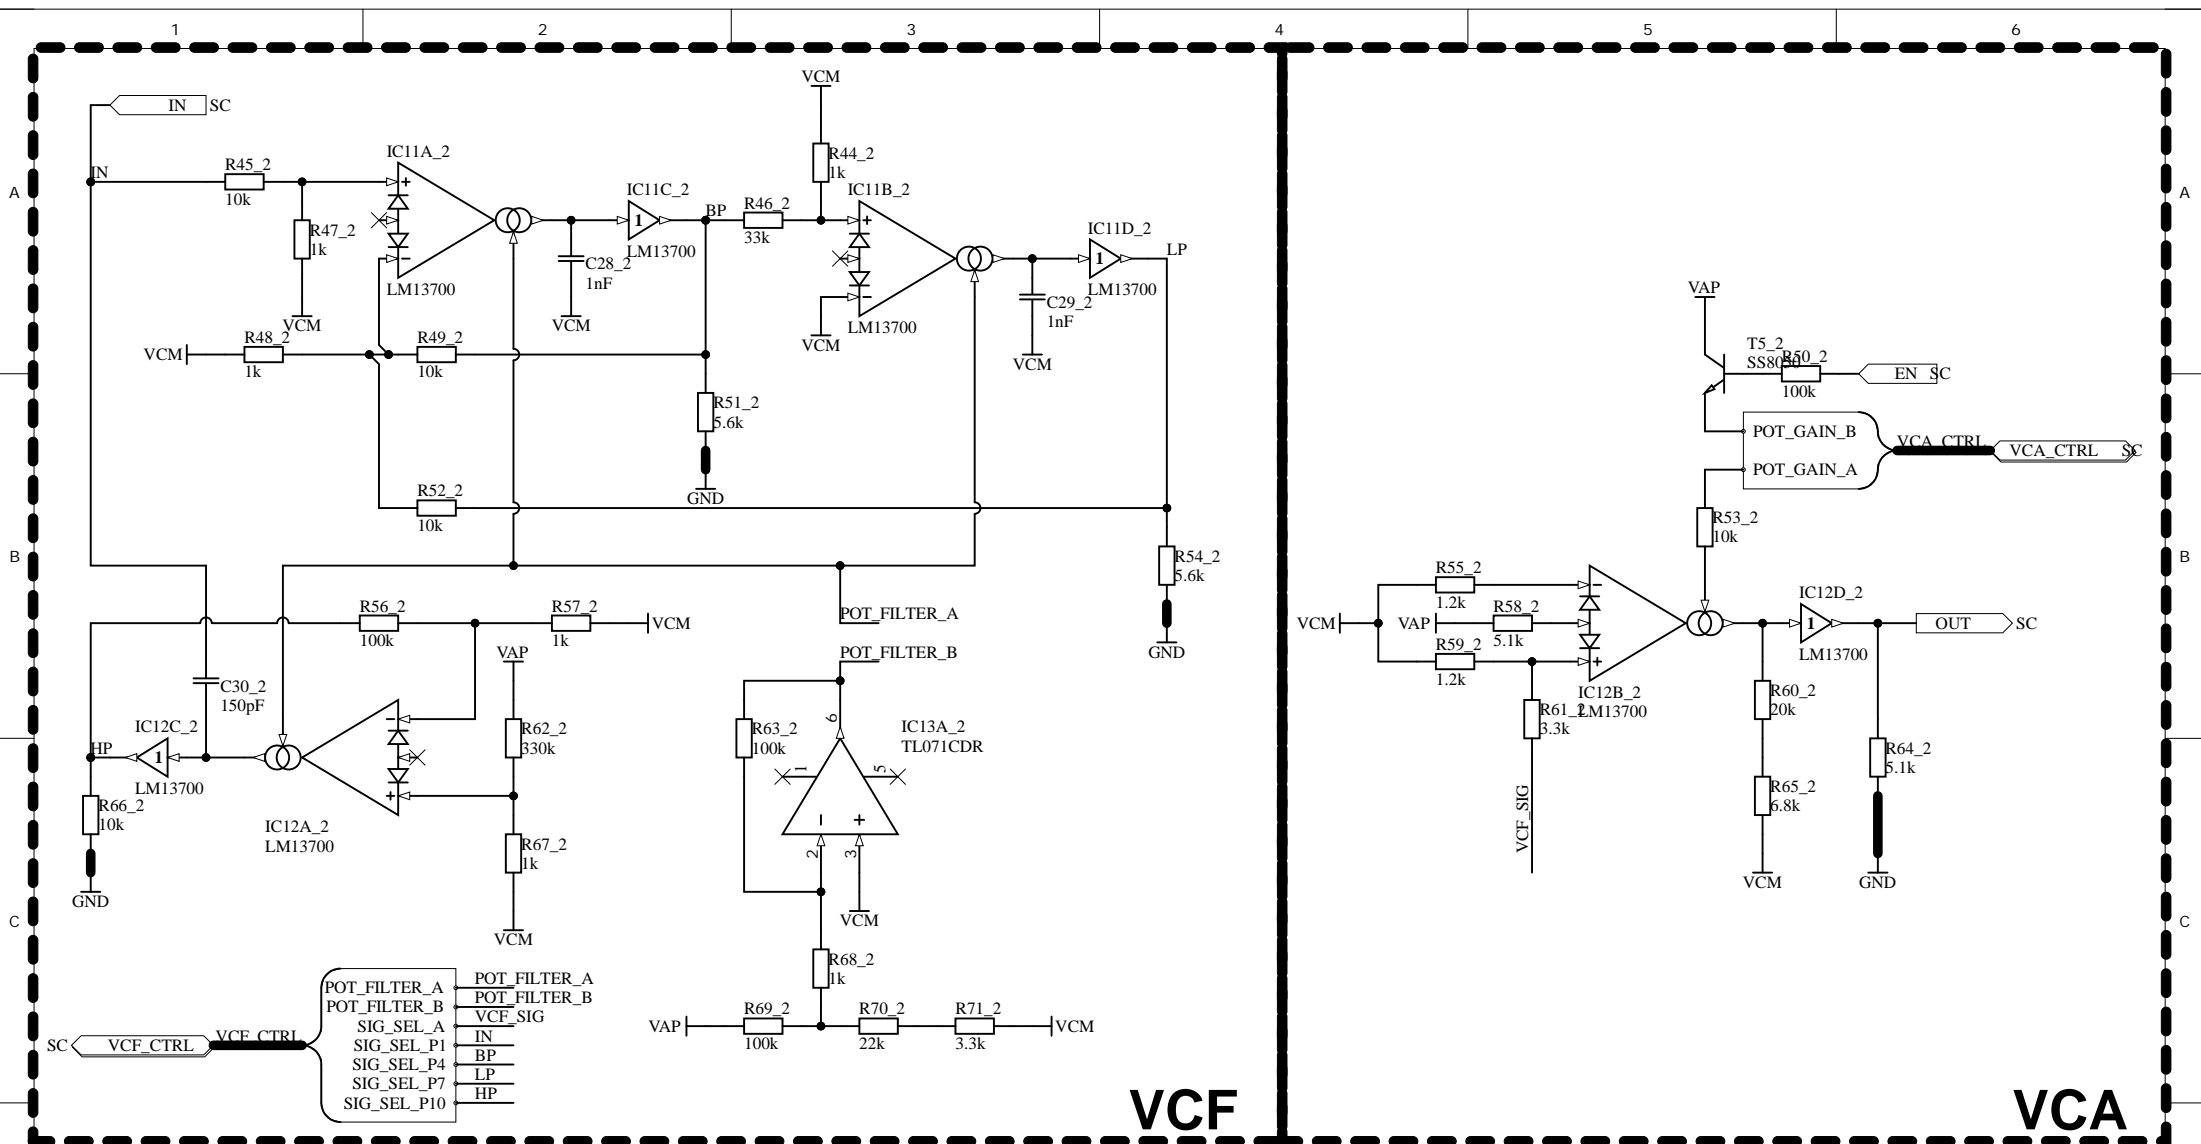 1 2 3 4 5 6
A
A
B
B
C
C
IN SC
IN
R45_2
10k
R47_2
1k
VCM
IC11A_2
LM13700
C28_2
1nF
VCM
IC11C_2
1
LM13700
BP
R46_2
33k
VCM
R44_2
1k
IC11B_2
LM13700
VCM
C29_2
1nF
VCM
IC11D_2
1
LM13700
LP
VCM
R48_2
1k
R49_2
10k
R51_2
5.6k
GND
R52_2
10k
R54_2
5.6k
GND
POT_FILTER_A
POT_FILTER_B
R56_2
100k
R57_2
1k
VCM
C30_2
150pF
IC12C_2
1
LM13700
HP
R66_2
10k
GND
IC12A_2
LM13700
VAP
R62_2
330k
R67_2
1k
VCM
R63_2
100k
IC13A_2
TL071CDR
6
1
5
2
3
VCM
R68_2
1k
VAP
R69_2
100k
R70_2
22k
R71_2
3.3k
VCM
SC VCF_CTRL
VCF_CTRL
POT_FILTER_A POT_FILTER_A
POT_FILTER_B POT_FILTER_B
SIG_SEL_A VCF_SIG
SIG_SEL_P1 IN
SIG_SEL_P4 BP
SIG_SEL_P7 LP
SIG_SEL_P10 HP
VCF
VAP
T5_2
SS8050
R50_2
100k
EN SC
POT_GAIN_B
POT_GAIN_A
VCA_CTRL
VCA_CTRL SC
R53_2
10k
VCM
R55_2
1.2k
VAP
R58_2
5.1k
R59_2
1.2k
R61_2
3.3k
VCF_SIG
IC12B_2
LM13700
IC12D_2
1
LM13700
OUT SC
R60_2
20k
R65_2
6.8k
VCM
R64_2
5.1k
GND
VCA